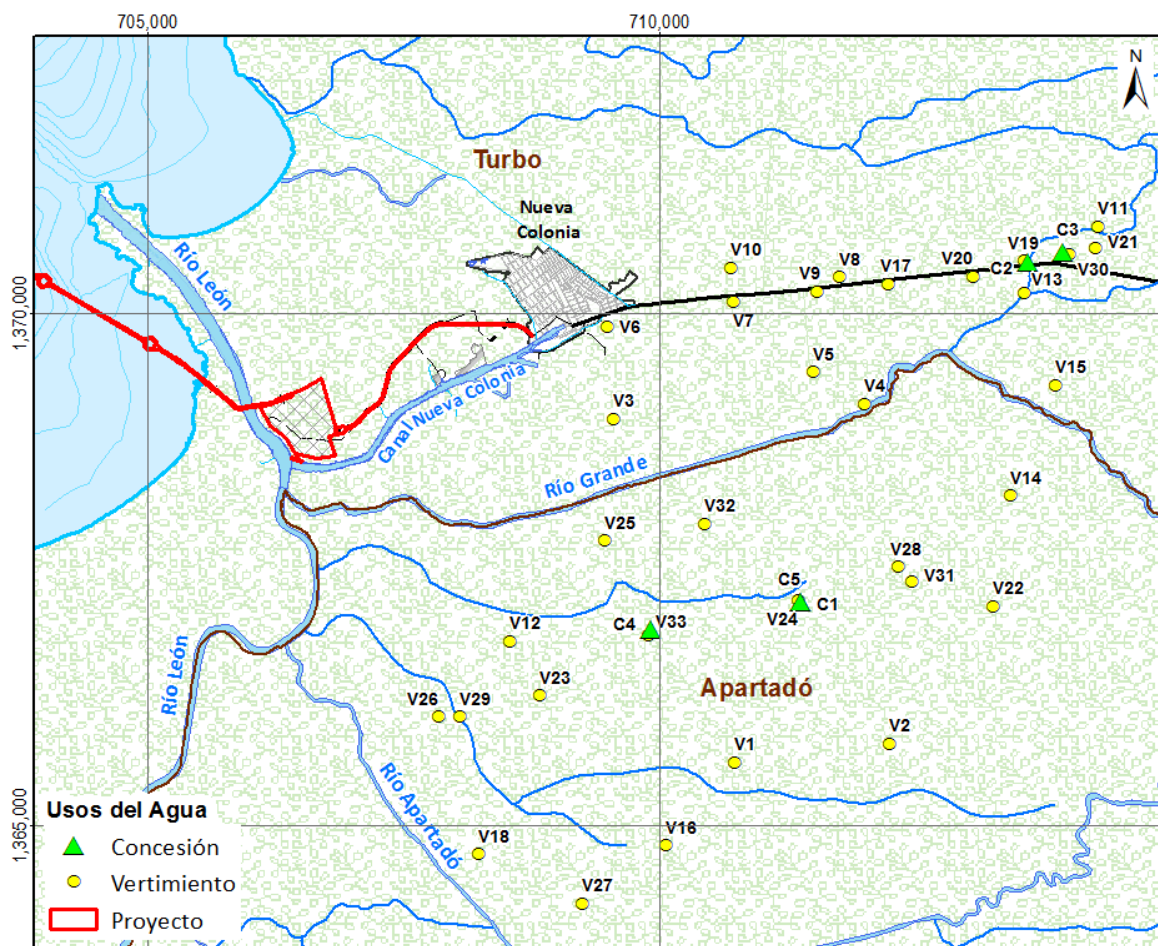 705,000
710,000
N
Turbo
Nueva
Colonia
V11
V10
V8
V17
V20
V19
C3
V21
V9
C2
V30
V13
Río León
1,370,000
V7
V6
V5
V15
V4
Canal Nueva Colonia
V3
Río Grande
V14
V32
V25
V28
V31
C5
V22
V24
C1
C4
V33
V12
Río León
Apartadó
V23
V26
V29
V2
V1
Río Apartadó
1,365,000
V18
V16
V27
Usos del Agua
Concesión
Vertimiento
Proyecto